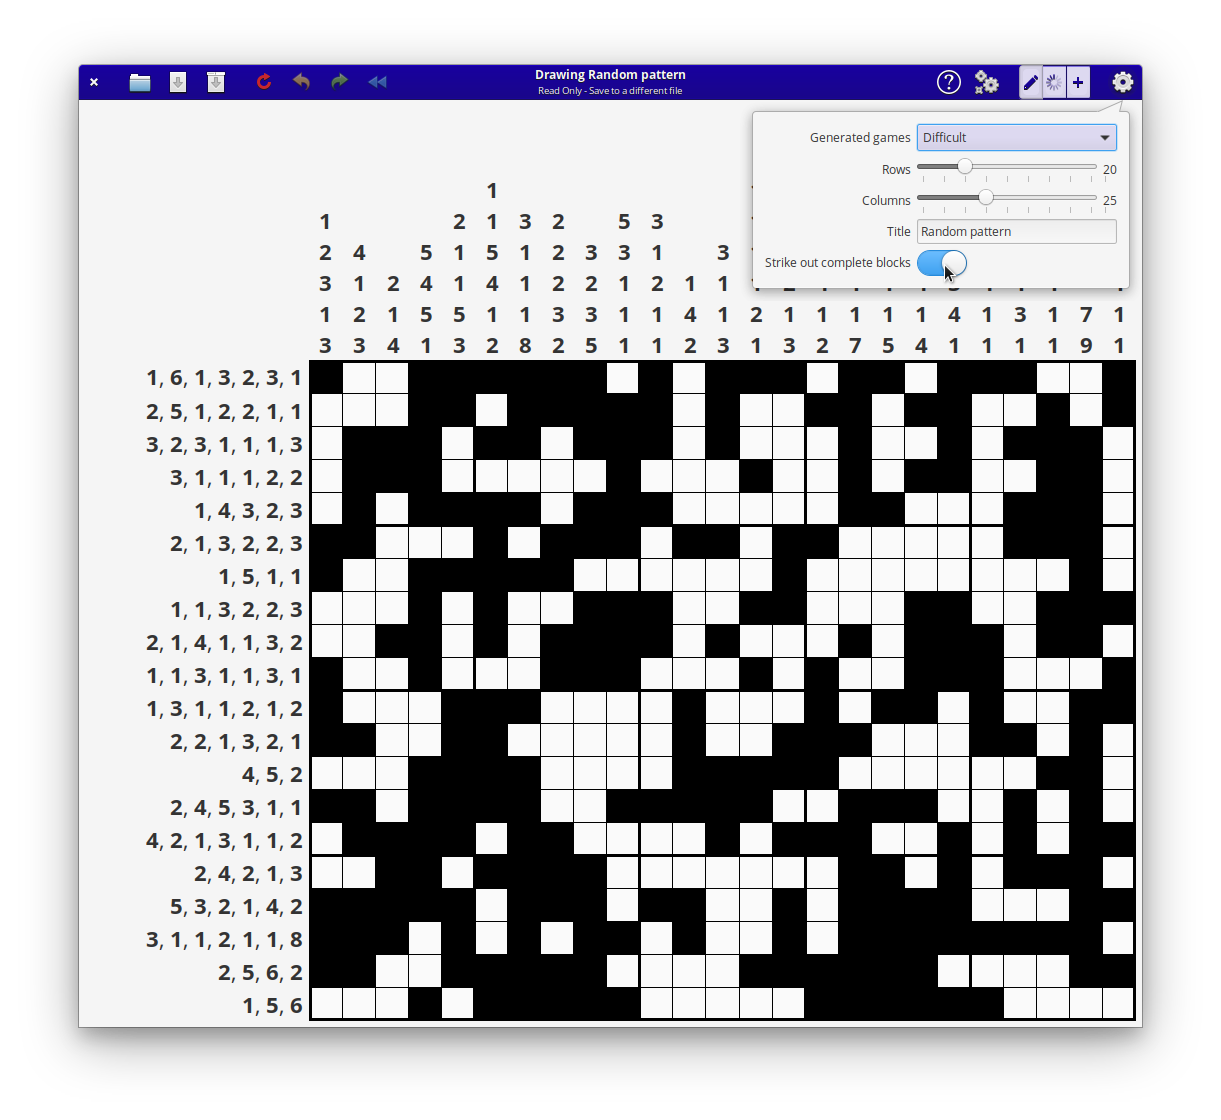 Drawing Random pattern
Read Only - Save to a different file
Generated games Difficult
Rows 20
Columns 25
Title Random pattern
Strike out complete blocks
1
1 2 1 3 2 5 3
2 4 5 1 5 1 2 3 3 1 3
3 1 2 4 1 4 1 2 2 1 2 1 1
1 2 1 5 5 1 1 3 3 1 1 4 1 2 1 1 1 1 1 4 1 3 1 7 1
3 3 4 1 3 2 8 2 5 1 1 2 3 1 3 2 7 5 4 1 1 1 1 9 1
1, 6, 1, 3, 2, 3, 1
2, 5, 1, 2, 2, 1, 1
3, 2, 3, 1, 1, 1, 3
3, 1, 1, 1, 2, 2
1, 4, 3, 2, 3
2, 1, 3, 2, 2, 3
1, 5, 1, 1
1, 1, 3, 2, 2, 3
2, 1, 4, 1, 1, 3, 2
1, 1, 3, 1, 1, 3, 1
1, 3, 1, 1, 2, 1, 2
2, 2, 1, 3, 2, 1
4, 5, 2
2, 4, 5, 3, 1, 1
4, 2, 1, 3, 1, 1, 2
2, 4, 2, 1, 3
5, 3, 2, 1, 4, 2
3, 1, 1, 2, 1, 1, 8
2, 5, 6, 2
1, 5, 6